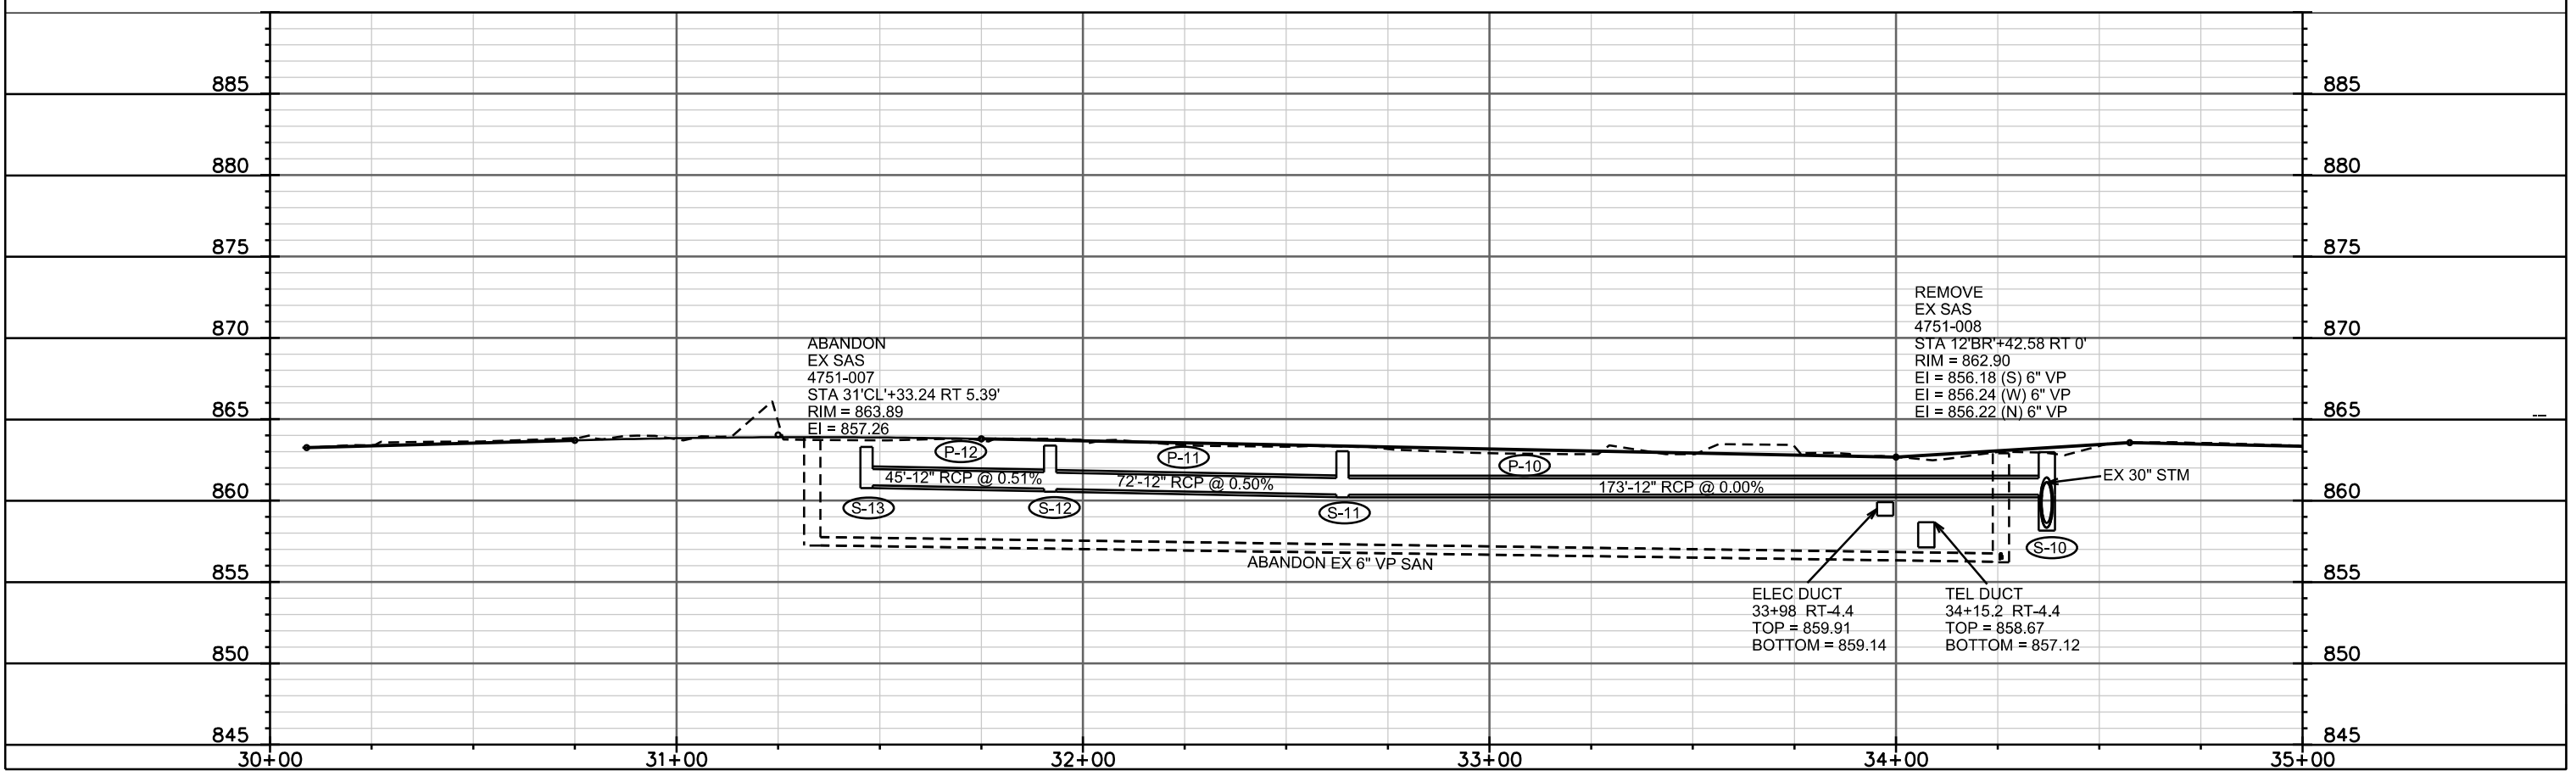 885
885
880
880
875
875
870
870
865
865
860
860
855
855
850
850
845
845
30+00
31+00
32+00
33+00
34+00
35+00
ABANDON
EX SAS
4751-007
STA 31'CL'+33.24 RT 5.39'
RIM = 863.89
EI = 857.26
REMOVE
EX SAS
4751-008
STA 12'BR'+42.58 RT 0'
RIM = 862.90
EI = 856.18 (S) 6" VP
EI = 856.24 (W) 6" VP
EI = 856.22 (N) 6" VP
P-12
P-11
P-10
45'-12" RCP @ 0.51%
72'-12" RCP @ 0.50%
173'-12" RCP @ 0.00%
EX 30" STM
S-13
S-12
S-11
S-10
ABANDON EX 6" VP SAN
ELEC DUCT
33+98 RT-4.4
TOP = 859.91
BOTTOM = 859.14
TEL DUCT
34+15.2 RT-4.4
TOP = 858.67
BOTTOM = 857.12